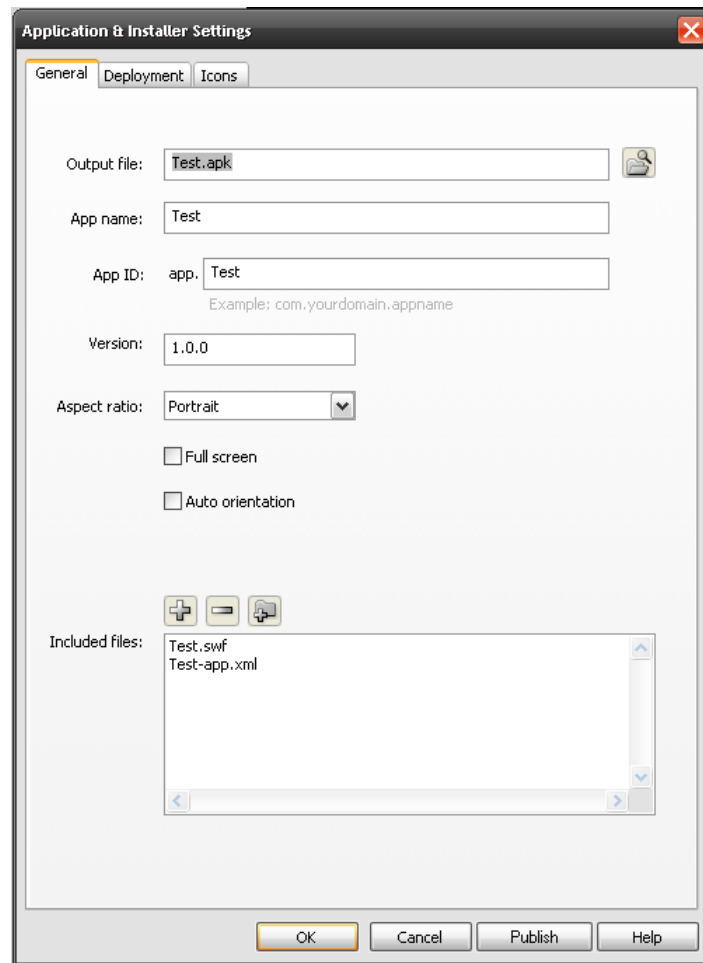 Application & Installer Settings
General Deployment Icons
Output file: Test.apk
App name: Test
App ID: app. Test
Example: com.yourdomain.appname
Version: 1.0.0
Aspect ratio: Portrait
Full screen
Auto orientation
Included files:
Test.swf
Test-app.xml
OK Cancel Publish Help